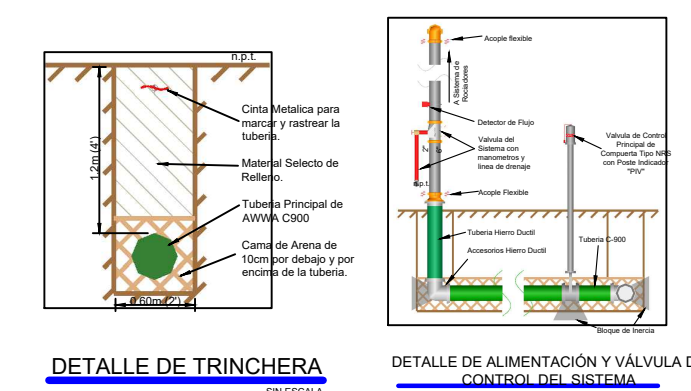 n.p.t.
1.2m (4')
Cinta Metalica para
marcar y rastrear la
tuberia.
Material Selecto de
Relleno.
Tuberia Principal de
AWWA C900
Cama de Arena de
10cm por debajo y por
encima de la tuberia.
0.60m (2')
DETALLE DE TRINCHERA
SIN ESCALA
Acople flexible
A Sistema de
Rociadores
Detector de Flujo
Valvula del
Sistema con
manometros y
linea de drenaje
2"
6"
n.p.t.
Acople Flexible
Valvula de Control
Principal de
Compuerta Tipo NRS
con Poste Indicador
"PIV"
Tuberia Hierro Ductil
Accesorios Hierro Ductil
Tuberia C-900
Bloque de Inercia
DETALLE DE ALIMENTACIÓN Y VÁLVULA D
CONTROL DEL SISTEMA